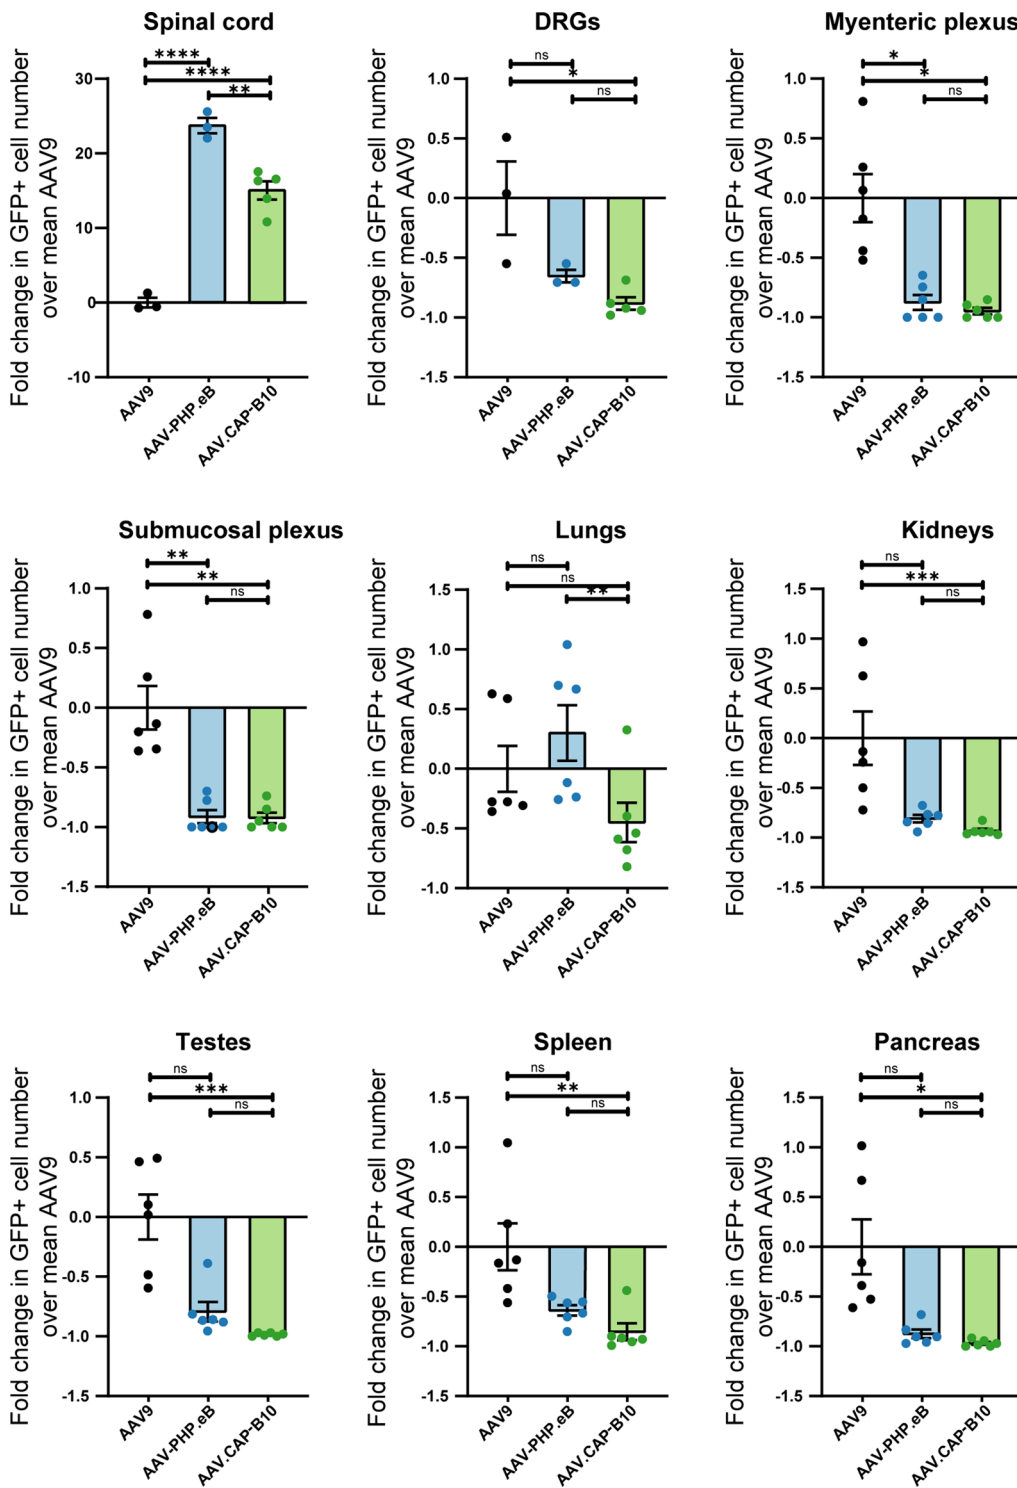 Spinal cord
Fold change in GFP+ cell number
over mean AAV9
****
****
**
30
20
10
0
-10
AAV9
AAV-PHP.eB
AAV.CAP-B10
DRGs
Fold change in GFP+ cell number
over mean AAV9
ns
*
ns
1.0
0.5
0.0
-0.5
-1.0
-1.5
AAV9
AAV-PHP.eB
AAV.CAP-B10
Myenteric plexus
Fold change in GFP+ cell number
over mean AAV9
*
*
ns
1.0
0.5
0.0
-0.5
-1.0
-1.5
AAV9
AAV-PHP.eB
AAV.CAP-B10
Submucosal plexus
Fold change in GFP+ cell number
over mean AAV9
**
**
ns
1.0
0.5
0.0
-0.5
-1.0
-1.5
AAV9
AAV-PHP.eB
AAV.CAP-B10
Lungs
Fold change in GFP+ cell number
over mean AAV9
ns
ns
**
1.5
1.0
0.5
0.0
-0.5
-1.0
AAV9
AAV-PHP.eB
AAV.CAP-B10
Kidneys
Fold change in GFP+ cell number
over mean AAV9
ns
***
ns
1.5
1.0
0.5
0.0
-0.5
-1.0
-1.5
AAV9
AAV-PHP.eB
AAV.CAP-B10
Testes
Fold change in GFP+ cell number
over mean AAV9
ns
***
ns
1.0
0.5
0.0
-0.5
-1.0
-1.5
AAV9
AAV-PHP.eB
AAV.CAP-B10
Spleen
Fold change in GFP+ cell number
over mean AAV9
ns
**
ns
1.5
1.0
0.5
0.0
-0.5
-1.0
-1.5
AAV9
AAV-PHP.eB
AAV.CAP-B10
Pancreas
Fold change in GFP+ cell number
over mean AAV9
ns
*
ns
1.5
1.0
0.5
0.0
-0.5
-1.0
-1.5
AAV9
AAV-PHP.eB
AAV.CAP-B10